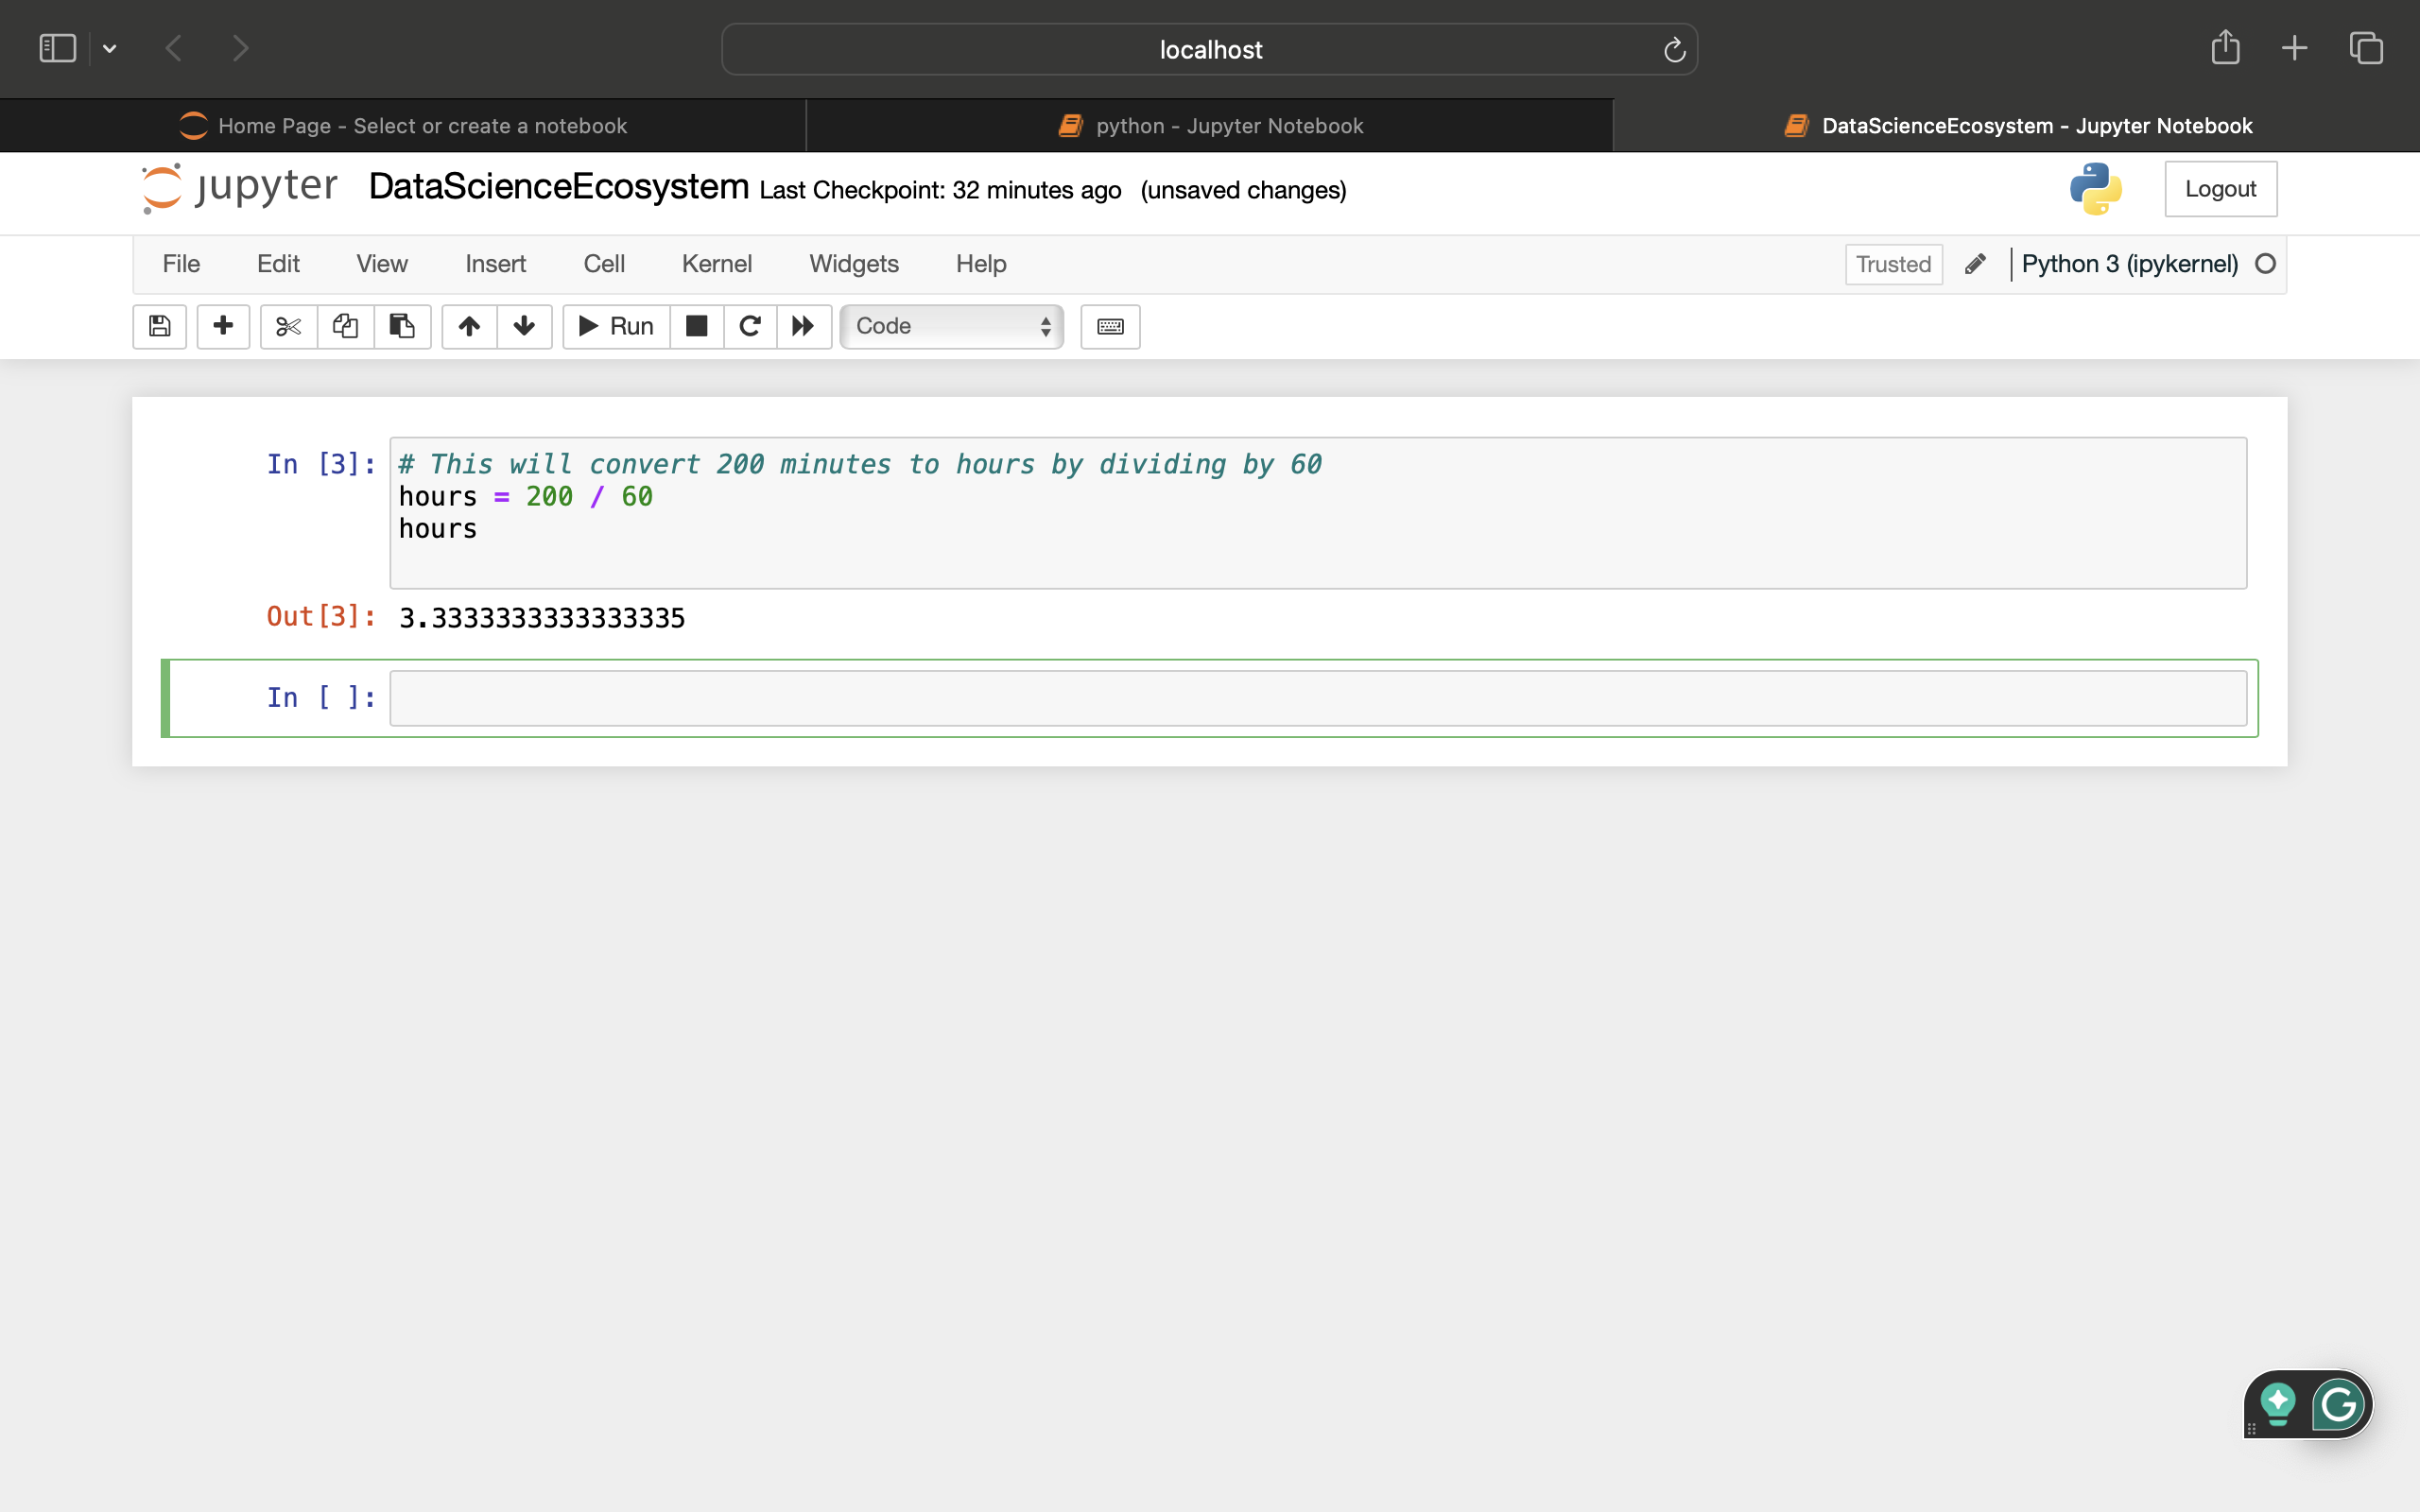 localhost
Home Page - Select or create a notebook
python - Jupyter Notebook
DataScienceEcosystem - Jupyter Notebook
jupyter DataScienceEcosystem Last Checkpoint: 32 minutes ago (unsaved changes)
Logout
File Edit View Insert Cell Kernel Widgets Help
Trusted Python 3 (ipykernel)
Run Code
In [3]: # This will convert 200 minutes to hours by dividing by 60
hours = 200 / 60
hours
Out[3]: 3.3333333333333335
In [ ]: